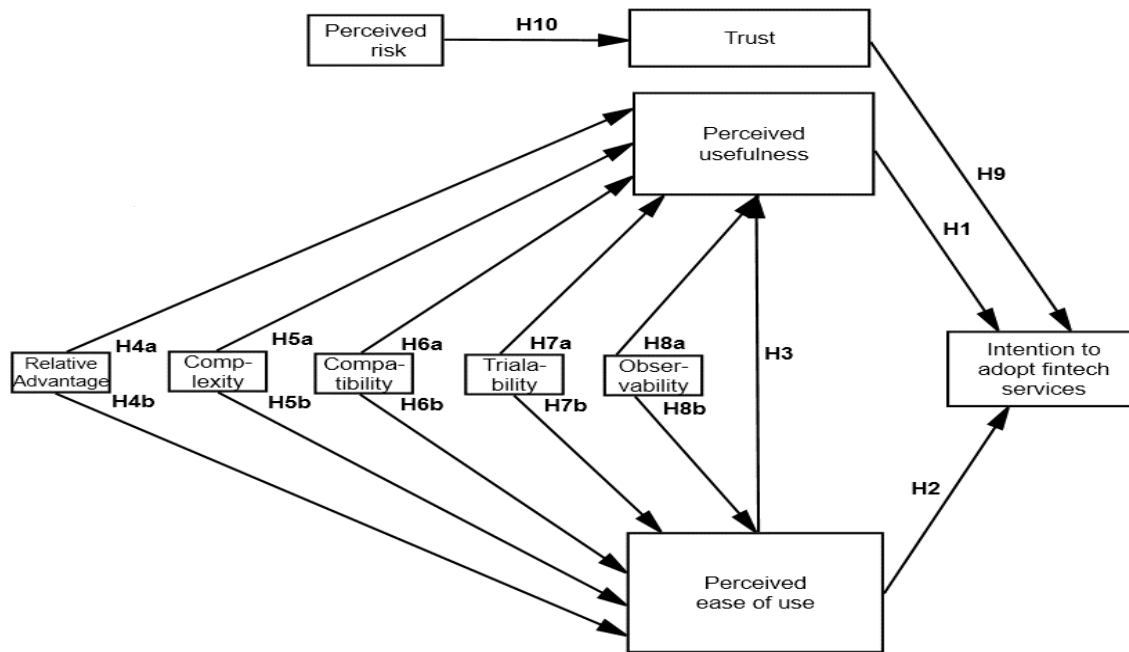 H10
Perceived
risk
Trust
Perceived
usefulness
H9
H1
H4a
H5a
H6a
H7a
H8a
H3
Relative
Advantage
Comp-
lexity
Compa-
tibility
Triala-
bility
Obser-
vability
Intention to
adopt fintech
services
H4b
H5b
H6b
H7b
H8b
H2
Perceived
ease of use